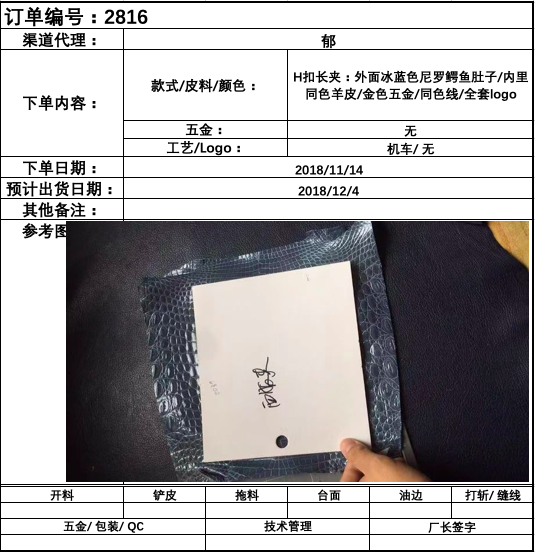 订单编号：2816
渠道代理：
郁
下单内容：
款式/皮料/颜色：
H扣长夹：外面冰蓝色尼罗鳄鱼肚子/内里
同色羊皮/金色五金/同色线/全套logo
五金：
无
工艺/Logo：
机车/ 无
下单日期：
2018/11/14
预计出货日期：
2018/12/4
其他备注：
参考图
开料
铲皮
拖料
台面
油边
打斩/ 缝线
五金/ 包装/ QC
技术管理
厂长签字